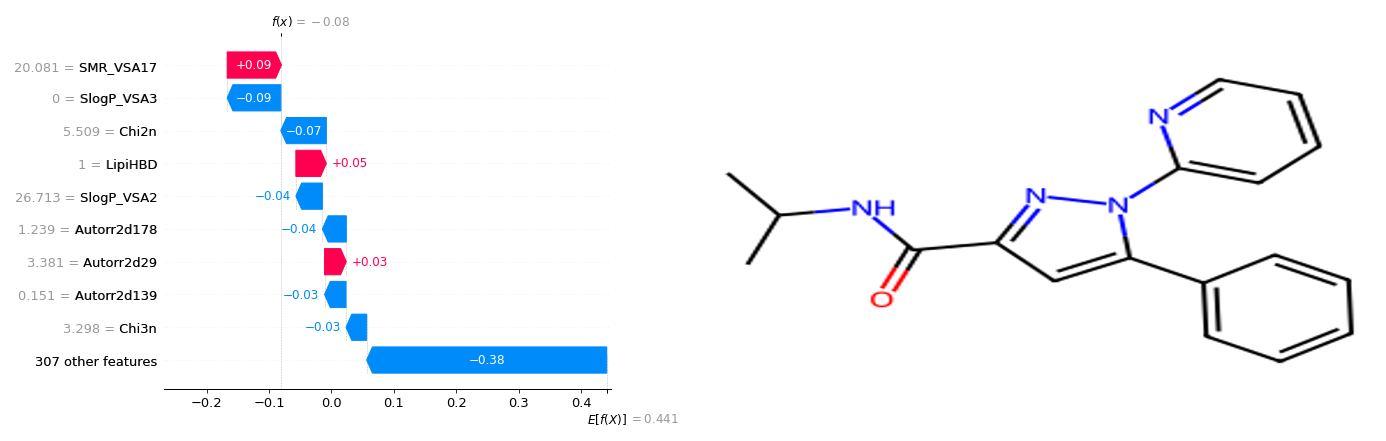 f(x) = −0.08
20.081 = SMR_VSA17
+0.09
0 = SlogP_VSA3
−0.09
5.509 = Chi2n
−0.07
1 = LipiHBD
+0.05
26.713 = SlogP_VSA2
−0.04
1.239 = Autorr2d178
−0.04
3.381 = Autorr2d29
+0.03
0.151 = Autorr2d139
−0.03
3.298 = Chi3n
−0.03
307 other features
−0.38
−0.2 −0.1 0.0 0.1 0.2 0.3 0.4
E[f(X)] = 0.441
N
N
N
NH
O